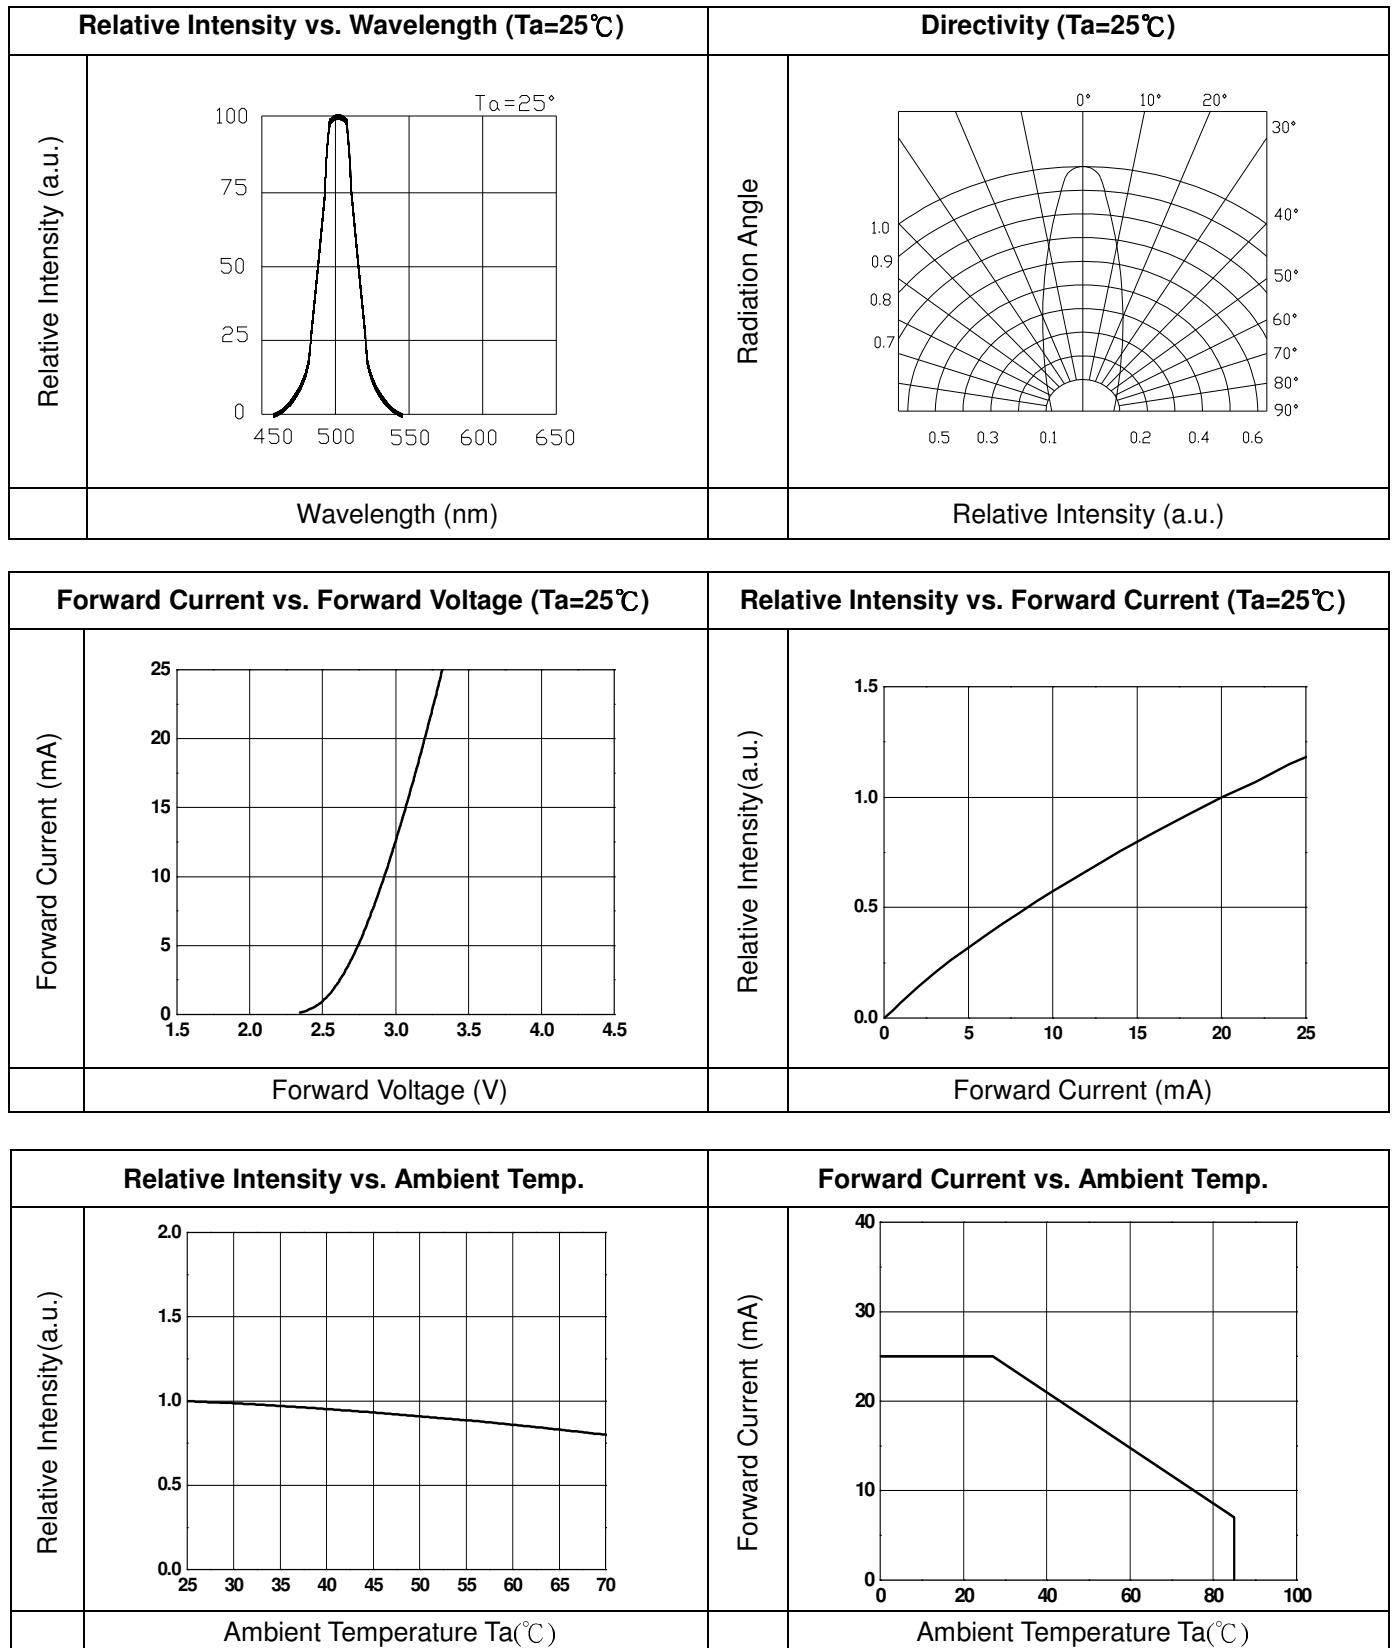 Relative Intensity vs. Wavelength (Ta=25℃)
Directivity (Ta=25℃)
Relative Intensity (a.u.)
Ta=25°
100
75
50
25
0
450 500 550 600 650
Wavelength (nm)
Radiation Angle
0° 10° 20°
30°
40°
50°
60°
70°
80°
90°
1.0
0.9
0.8
0.7
0.5 0.3 0.1 0.2 0.4 0.6
Relative Intensity (a.u.)
Forward Current vs. Forward Voltage (Ta=25℃)
Relative Intensity vs. Forward Current (Ta=25℃)
Forward Current (mA)
25
20
15
10
5
0
1.5 2.0 2.5 3.0 3.5 4.0 4.5
Forward Voltage (V)
Relative Intensity(a.u.)
1.5
1.0
0.5
0.0
0 5 10 15 20 25
Forward Current (mA)
Relative Intensity vs. Ambient Temp.
Forward Current vs. Ambient Temp.
Relative Intensity(a.u.)
2.0
1.5
1.0
0.5
0.0
25 30 35 40 45 50 55 60 65 70
Ambient Temperature Ta(℃)
Forward Current (mA)
40
30
20
10
0
0 20 40 60 80 100
Ambient Temperature Ta(℃)